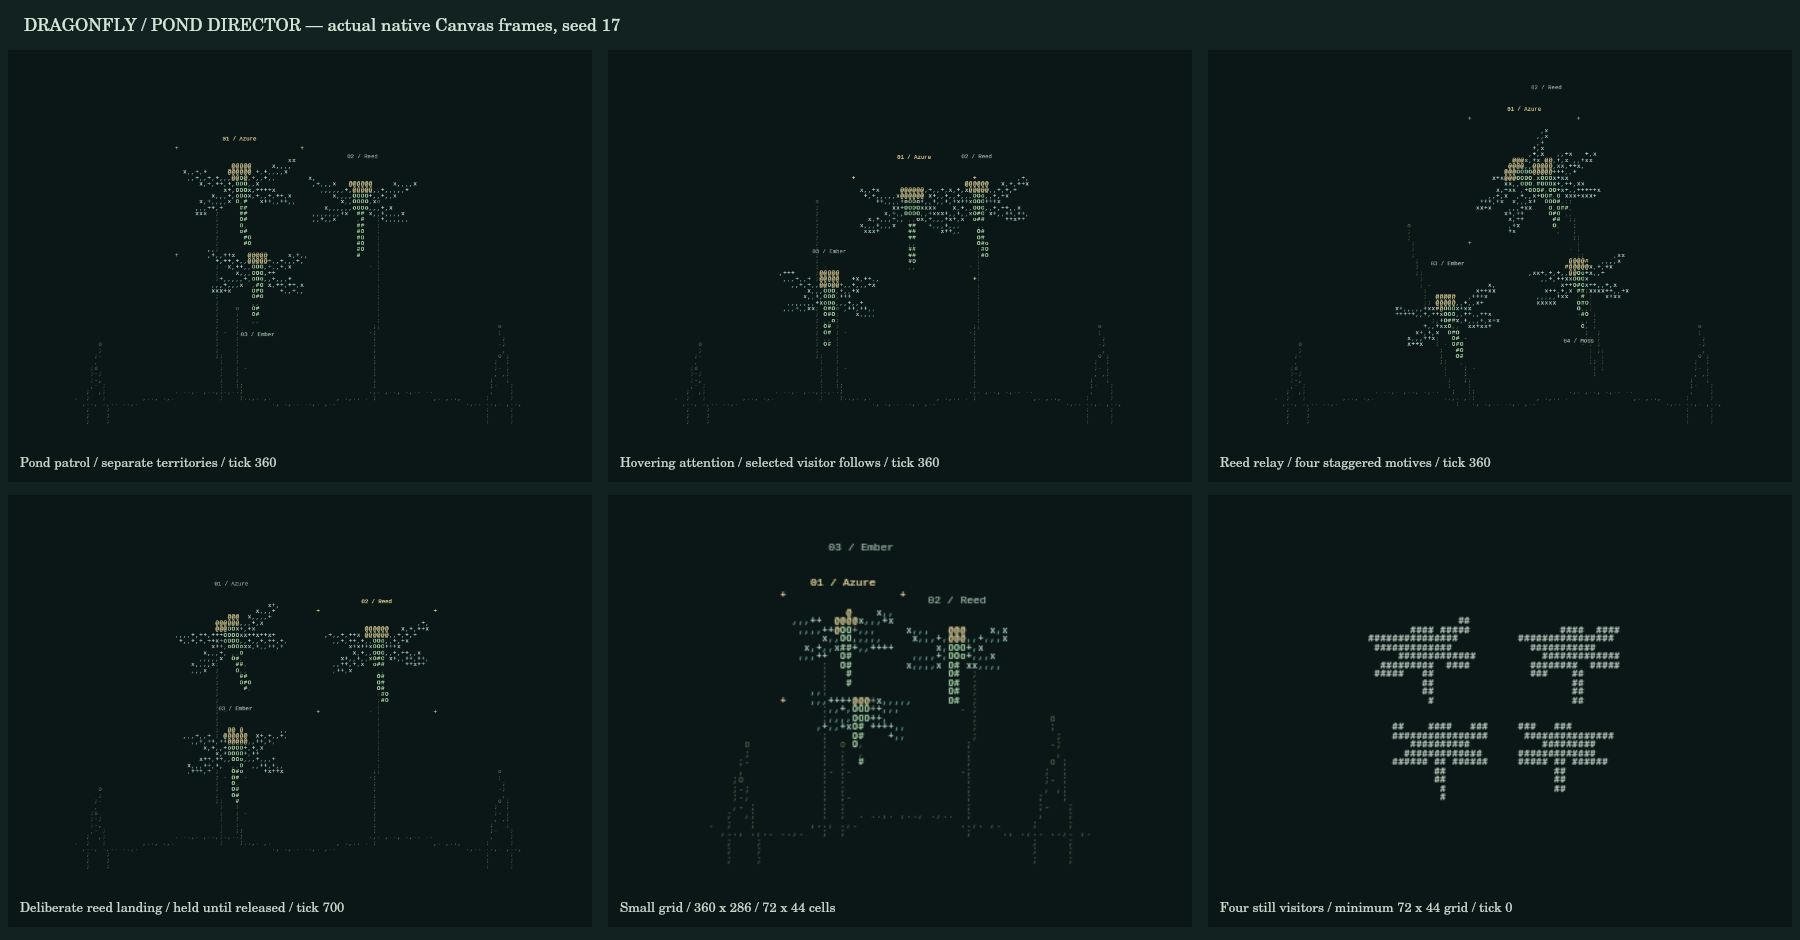 DRAGONFLY / POND DIRECTOR — actual native Canvas frames, seed 17
01 / Azure
02 / Reed
03 / Ember
Pond patrol / separate territories / tick 360
01 / Azure
02 / Reed
03 / Ember
Hovering attention / selected visitor follows / tick 360
02 / Reed
01 / Azure
03 / Ember
04 / Moss
Reed relay / four staggered motives / tick 360
01 / Azure
02 / Reed
03 / Ember
Deliberate reed landing / held until released / tick 700
03 / Ember
01 / Azure
02 / Reed
Small grid / 360 x 286 / 72 x 44 cells
Four still visitors / minimum 72 x 44 grid / tick 0